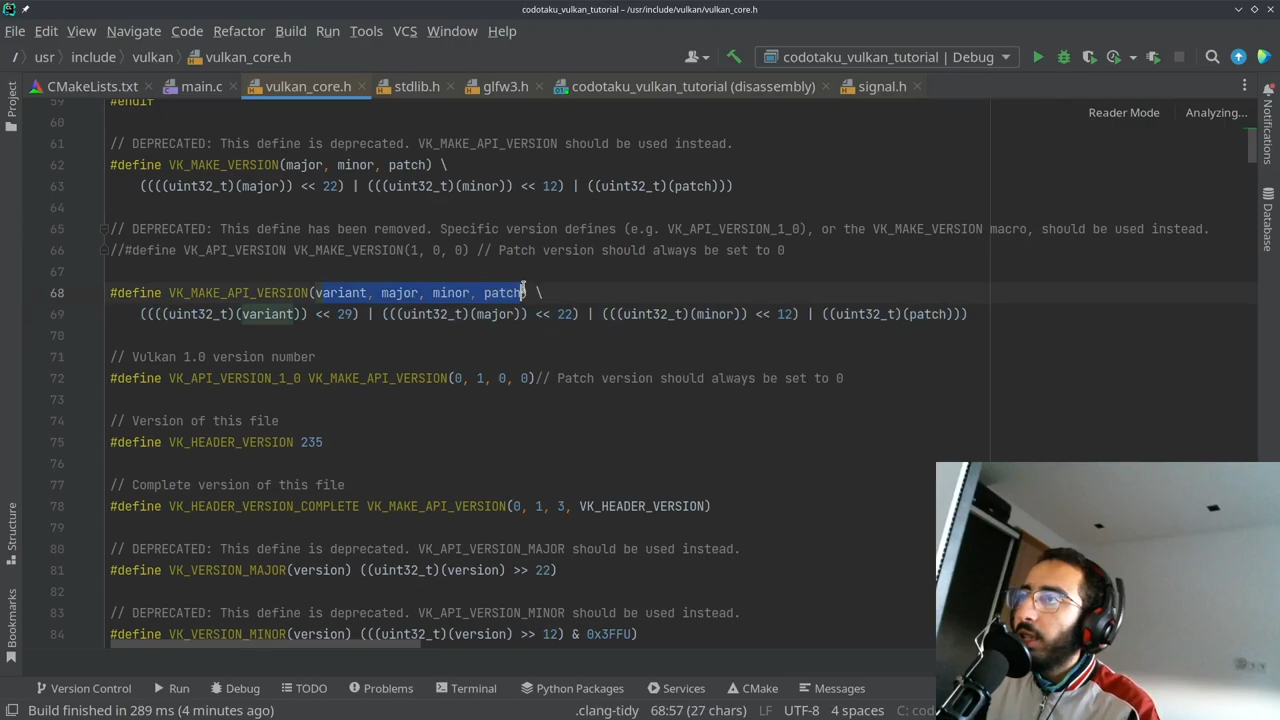 codotaku_vulkan_tutorial – /usr/include/vulkan/vulkan_core.h
File Edit View Navigate Code Refactor Build Run Tools VCS Window Help
/ usr include vulkan vulkan_core.h codotaku_vulkan_tutorial | Debug
CMakeLists.txt main.c vulkan_core.h stdlib.h glfw3.h codotaku_vulkan_tutorial (disassembly) signal.h
Project
Structure
Bookmarks
Notifications
Database
Reader Mode Analyzing...
59 #endif
60
61 // DEPRECATED: This define is deprecated. VK_MAKE_API_VERSION should be used instead.
62 #define VK_MAKE_VERSION(major, minor, patch) \
63 ((((uint32_t)(major)) << 22) | (((uint32_t)(minor)) << 12) | ((uint32_t)(patch)))
64
65 // DEPRECATED: This define has been removed. Specific version defines (e.g. VK_API_VERSION_1_0), or the VK_MAKE_VERSION macro, should be used instead.
66 //#define VK_API_VERSION VK_MAKE_VERSION(1, 0, 0) // Patch version should always be set to 0
67
68 #define VK_MAKE_API_VERSION(variant, major, minor, patch) \
69 ((((uint32_t)(variant)) << 29) | (((uint32_t)(major)) << 22) | (((uint32_t)(minor)) << 12) | ((uint32_t)(patch)))
70
71 // Vulkan 1.0 version number
72 #define VK_API_VERSION_1_0 VK_MAKE_API_VERSION(0, 1, 0, 0)// Patch version should always be set to 0
73
74 // Version of this file
75 #define VK_HEADER_VERSION 235
76
77 // Complete version of this file
78 #define VK_HEADER_VERSION_COMPLETE VK_MAKE_API_VERSION(0, 1, 3, VK_HEADER_VERSION)
79
80 // DEPRECATED: This define is deprecated. VK_API_VERSION_MAJOR should be used instead.
81 #define VK_VERSION_MAJOR(version) ((uint32_t)(version) >> 22)
82
83 // DEPRECATED: This define is deprecated. VK_API_VERSION_MINOR should be used instead.
84 #define VK_VERSION_MINOR(version) (((uint32_t)(version) >> 12) & 0x3FFU)
Version Control Run Debug TODO Problems Terminal Python Packages Services CMake Messages
Build finished in 289 ms (4 minutes ago) .clang-tidy 68:57 (27 chars) LF UTF-8 4 spaces C: cod